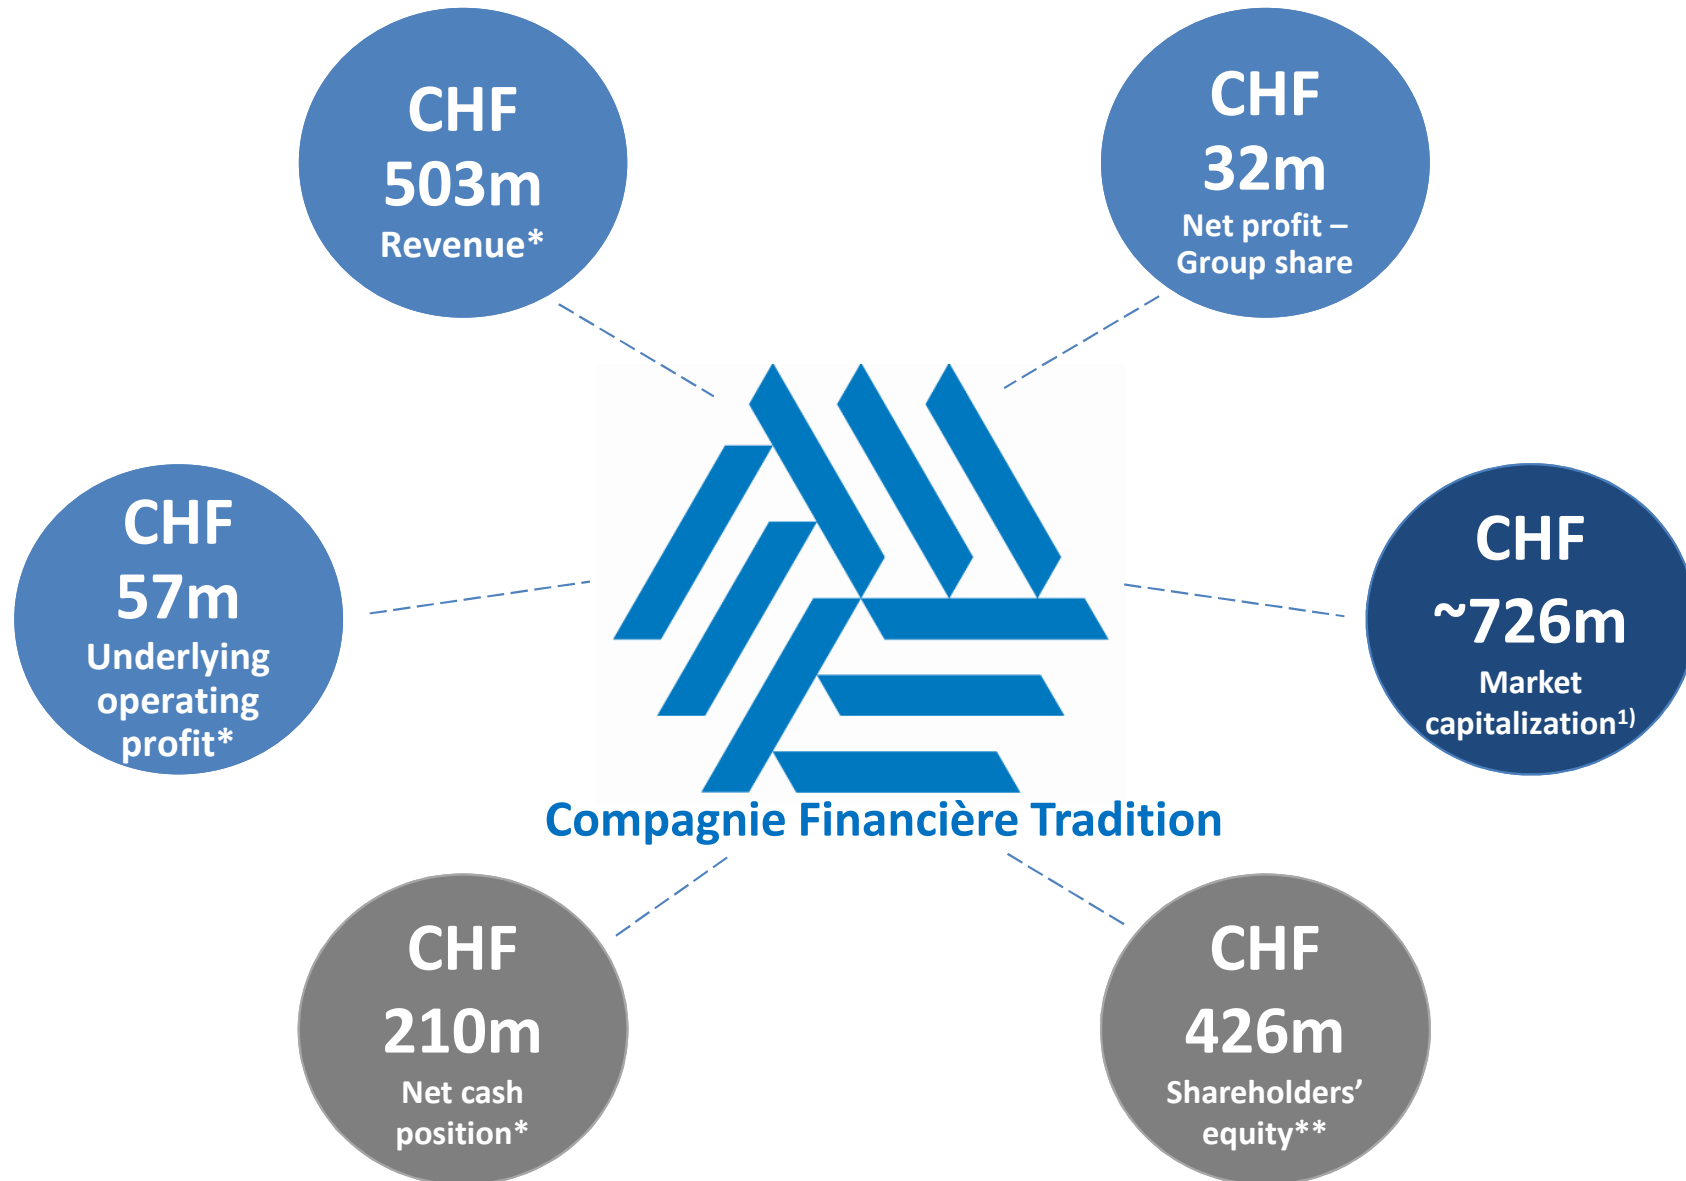 CHF
503m
Revenue*
CHF
32m
Net profit –
Group share
CHF
57m
Underlying
operating
profit*
CHF
~726m
Market
capitalization¹⁾
Compagnie Financière Tradition
CHF
210m
Net cash
position*
CHF
426m
Shareholders’
equity**